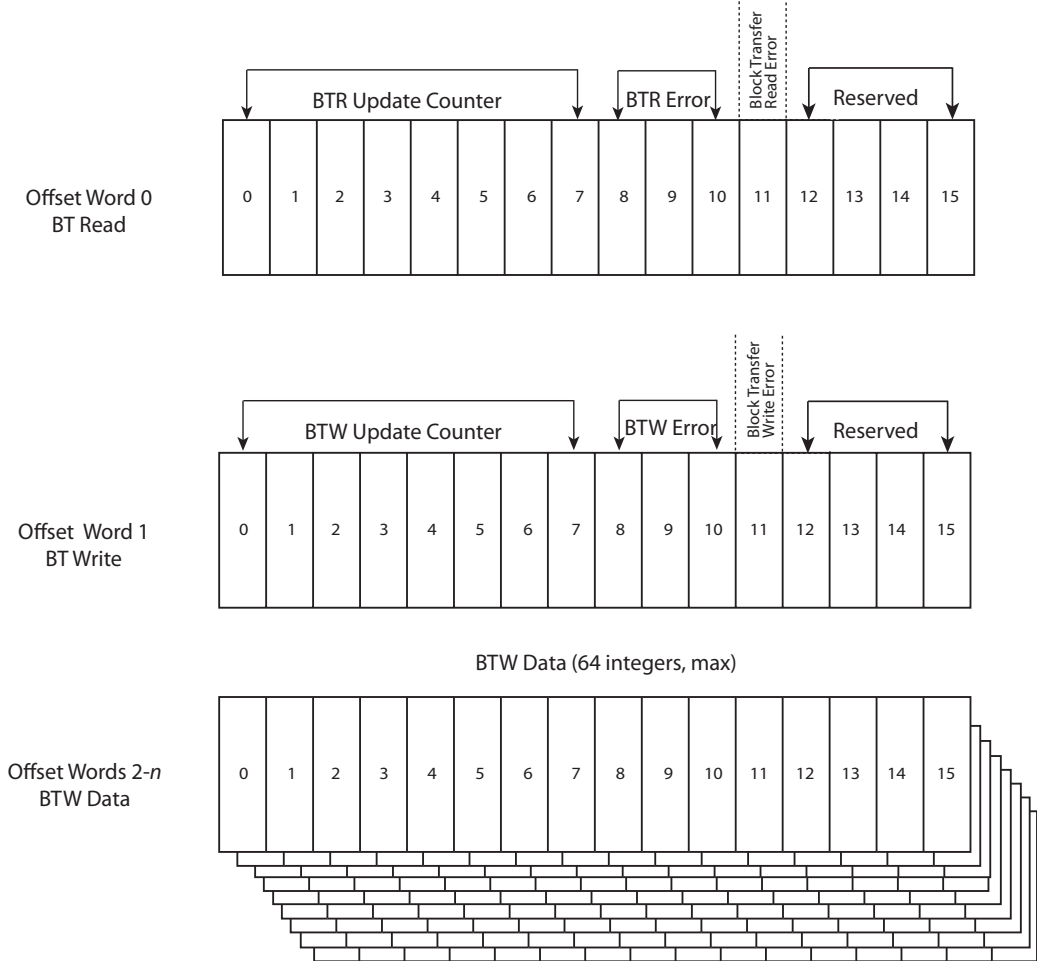 Block Transfer
Read Error
BTR Update Counter
BTR Error
Reserved
Offset Word 0
BT Read
0 1 2 3 4 5 6 7 8 9 10 11 12 13 14 15
Block Transfer
Write Error
BTW Update Counter
BTW Error
Reserved
Offset Word 1
BT Write
0 1 2 3 4 5 6 7 8 9 10 11 12 13 14 15
BTW Data (64 integers, max)
Offset Words 2-n
BTW Data
0 1 2 3 4 5 6 7 8 9 10 11 12 13 14 15